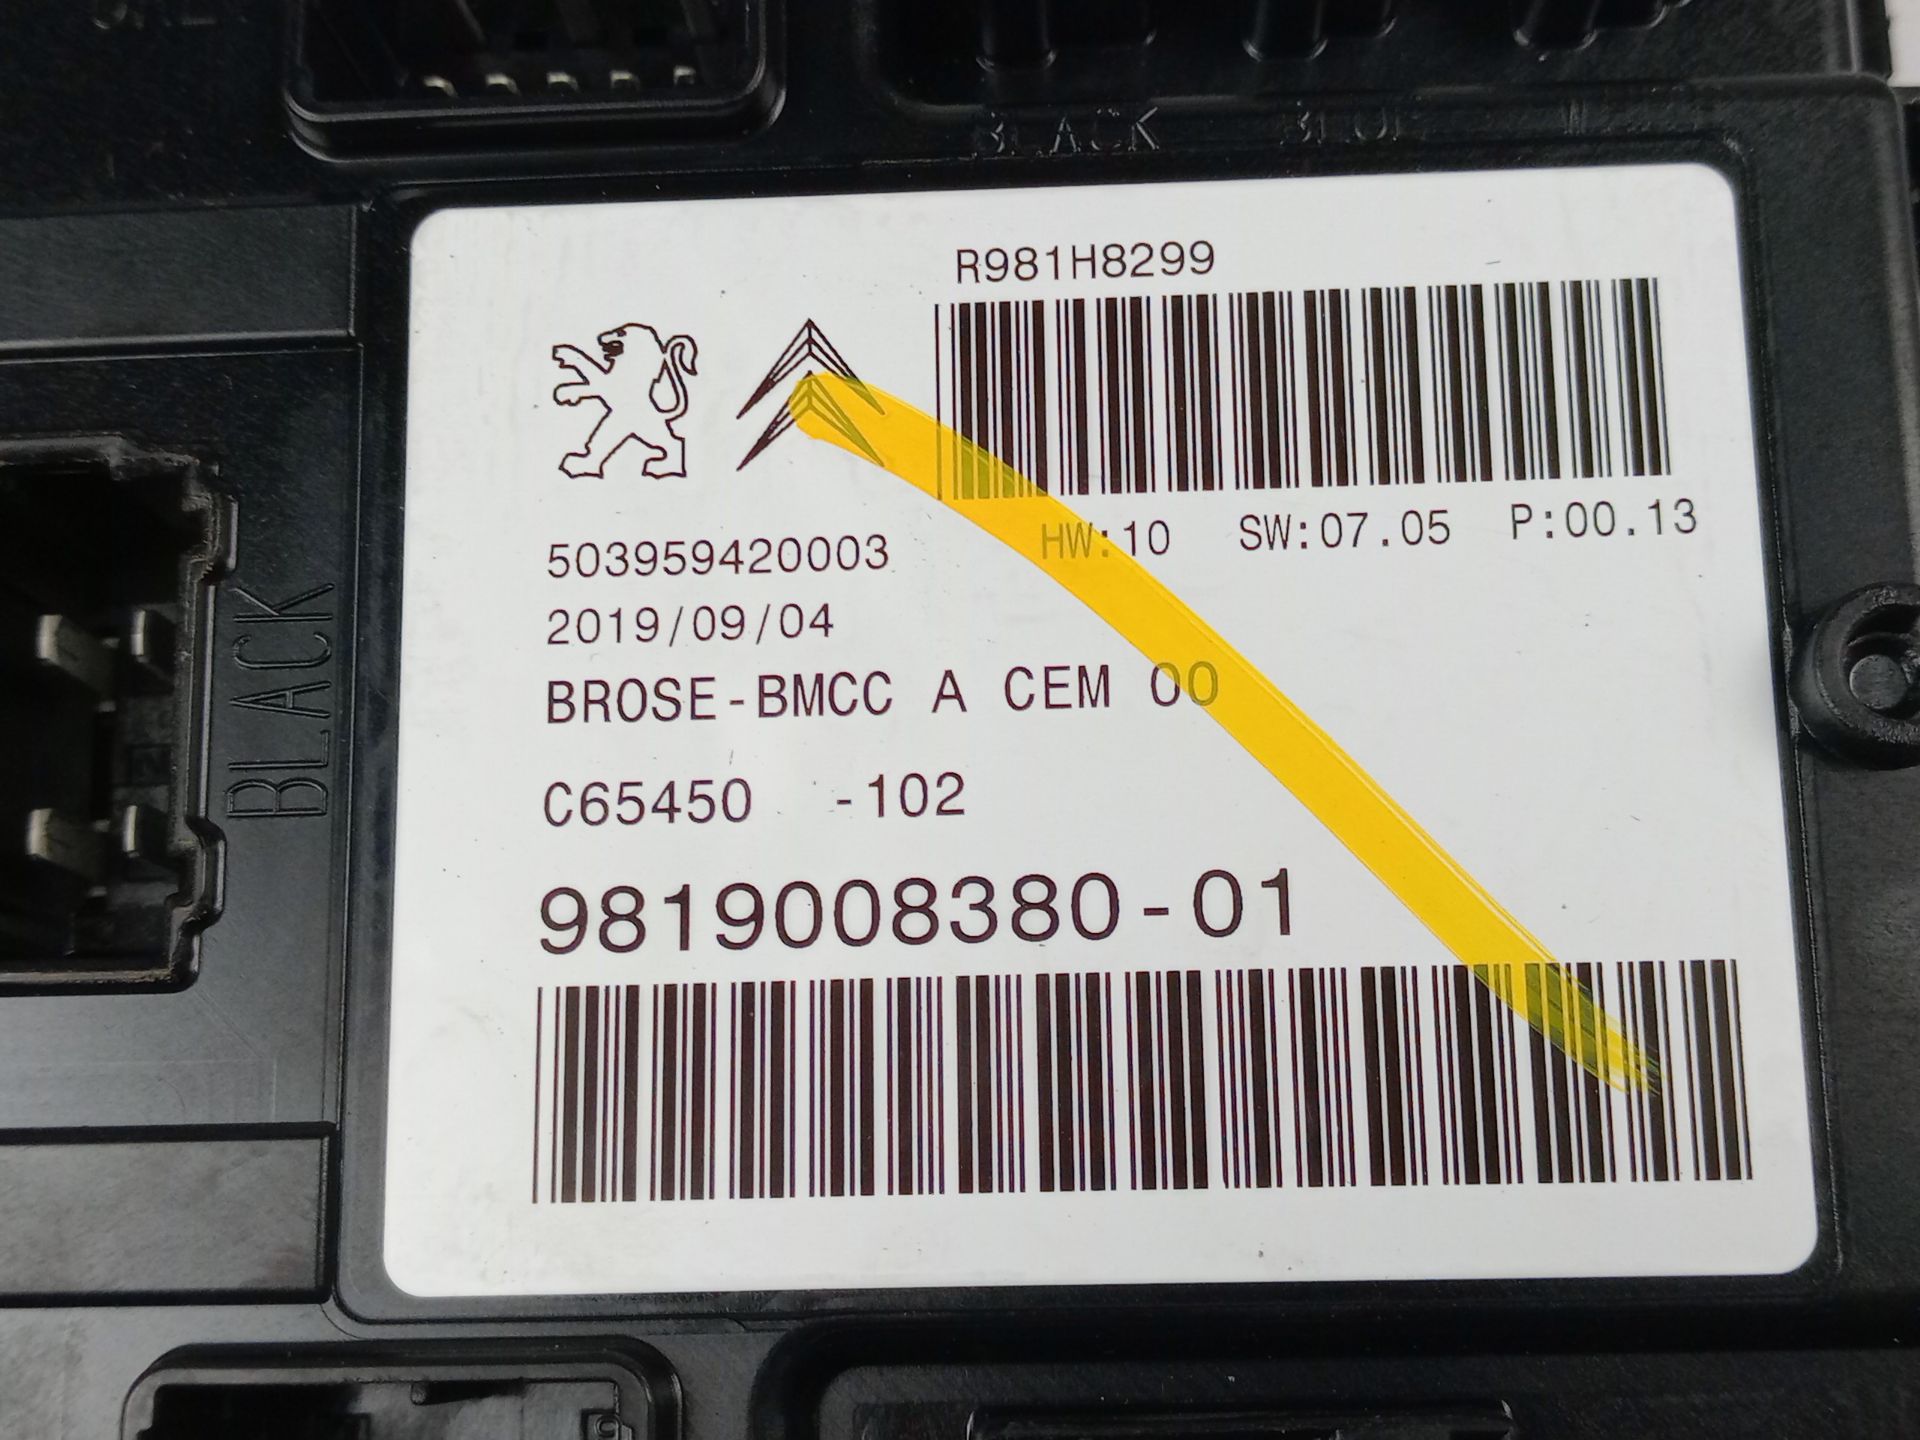 BLACK
R981H8299
HW:10 SW:07.05 P:00.13
503959420003
2019/09/04
BROSE-BMCC A CEM 00
C65450 -102
9819008380-01
BLACK